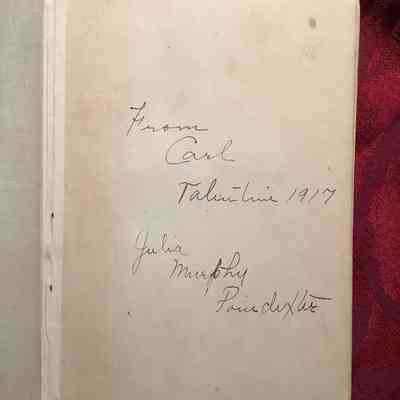 From
Carl
Valentine 1917
Julia
Murphy
Poindexter